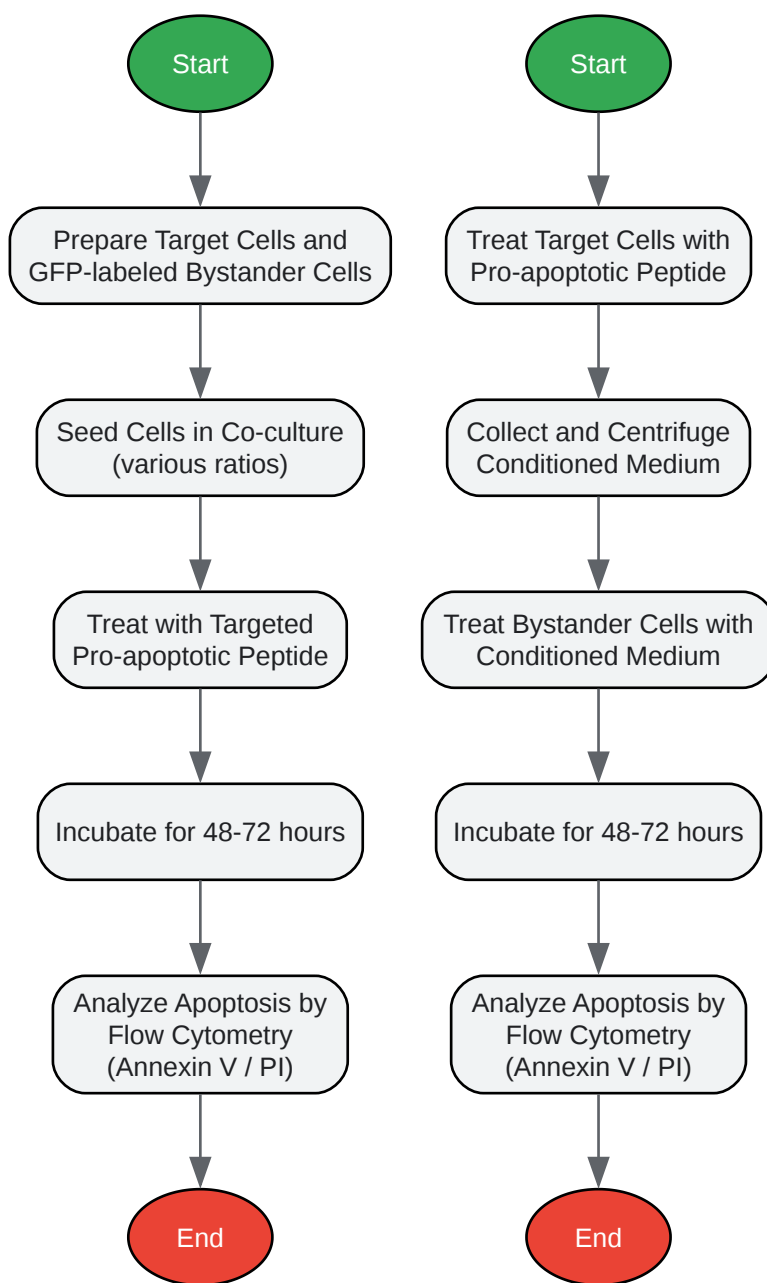 Start
Prepare Target Cells and
GFP-labeled Bystander Cells
Seed Cells in Co-culture
(various ratios)
Treat with Targeted
Pro-apoptotic Peptide
Incubate for 48-72 hours
Analyze Apoptosis by
Flow Cytometry
(Annexin V / PI)
End
Start
Treat Target Cells with
Pro-apoptotic Peptide
Collect and Centrifuge
Conditioned Medium
Treat Bystander Cells with
Conditioned Medium
Incubate for 48-72 hours
Analyze Apoptosis by
Flow Cytometry
(Annexin V / PI)
End